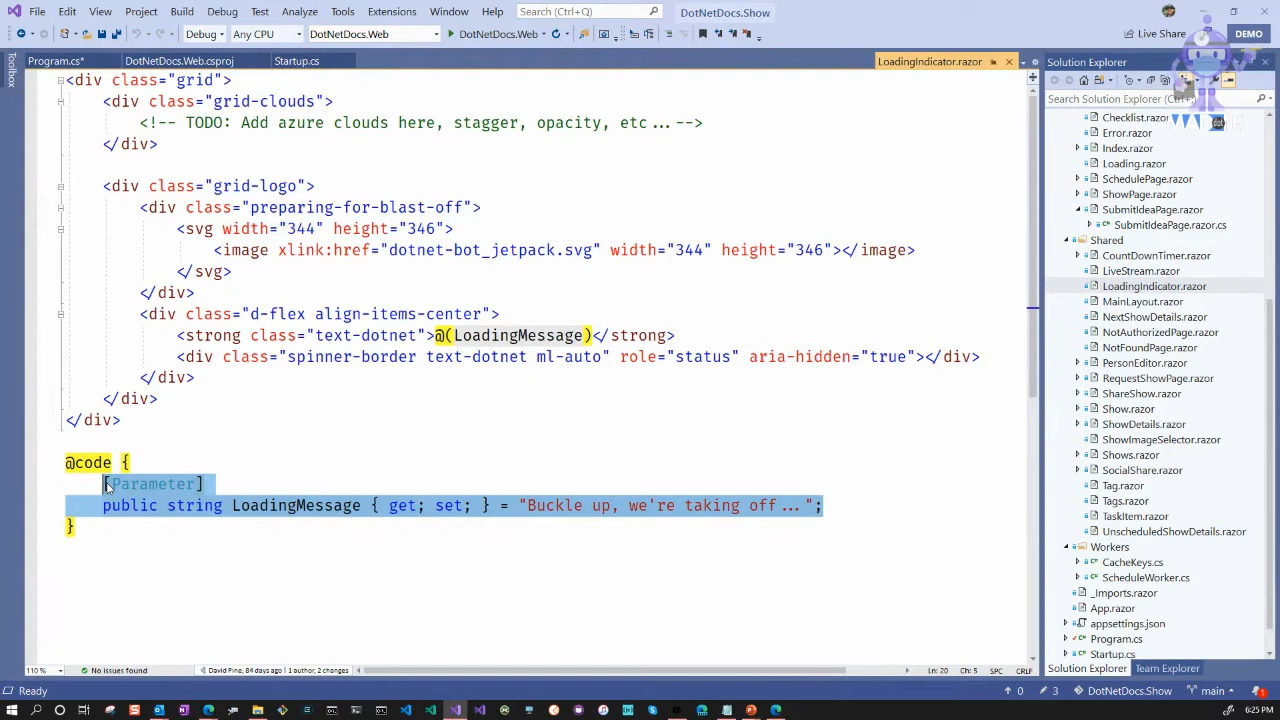 File Edit View Git Project Build Debug Test Analyze Tools Extensions Window Help Search (Ctrl+Q) DotNetDocs.Show
Debug Any CPU DotNetDocs.Web DotNetDocs.Web Live Share DEMO
Toolbox
Program.cs* DotNetDocs.Web.csproj Startup.cs LoadingIndicator.razor
<div class="grid">
<div class="grid-clouds">
<!-- TODO: Add azure clouds here, stagger, opacity, etc...-->
</div>
<div class="grid-logo">
<div class="preparing-for-blast-off">
<svg width="344" height="346">
<image xlink:href="dotnet-bot_jetpack.svg" width="344" height="346"></image>
</svg>
</div>
<div class="d-flex align-items-center">
<strong class="text-dotnet">@(LoadingMessage)</strong>
<div class="spinner-border text-dotnet ml-auto" role="status" aria-hidden="true"></div>
</div>
</div>
</div>
@code {
[Parameter]
public string LoadingMessage { get; set; } = "Buckle up, we're taking off...";
}
110 % No issues found David Pine, 84 days ago | 1 author, 2 changes Ln: 20 Ch: 5 SPC CRLF
Solution Explorer
Search Solution Explorer (Ctrl+;)
Checklist.razor
Error.razor
Index.razor
Loading.razor
SchedulePage.razor
ShowPage.razor
SubmitIdeaPage.razor
SubmitIdeaPage.razor.cs
Shared
CountDownTimer.razor
LiveStream.razor
LoadingIndicator.razor
MainLayout.razor
NextShowDetails.razor
NotAuthorizedPage.razor
NotFoundPage.razor
PersonEditor.razor
RequestShowPage.razor
ShareShow.razor
Show.razor
ShowDetails.razor
ShowImageSelector.razor
Shows.razor
SocialShare.razor
Tag.razor
Tags.razor
TaskItem.razor
UnscheduledShowDetails.razor
Workers
CacheKeys.cs
ScheduleWorker.cs
_Imports.razor
App.razor
appsettings.json
Program.cs
Startup.cs
Solution Explorer Team Explorer
Ready 0 3 DotNetDocs.Show main 1
6:25 PM